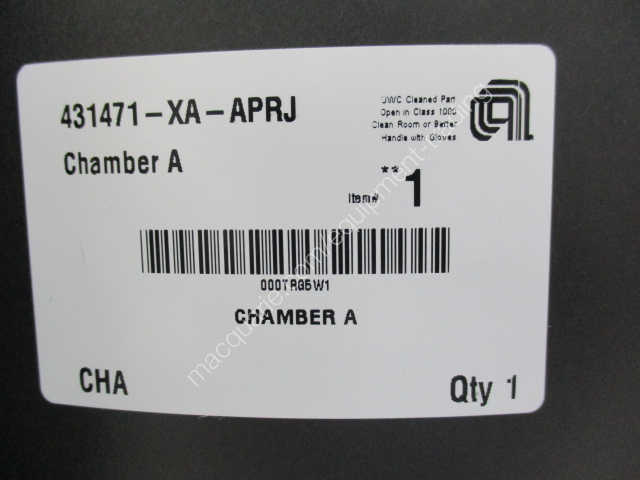 431471-XA-APRJ
UWC Cleaned Part
Open in Class 1000
Clean Room or Better
Handle with Gloves
Chamber A
Item# **1
000TRG5W1
CHAMBER A
CHA
Qty 1